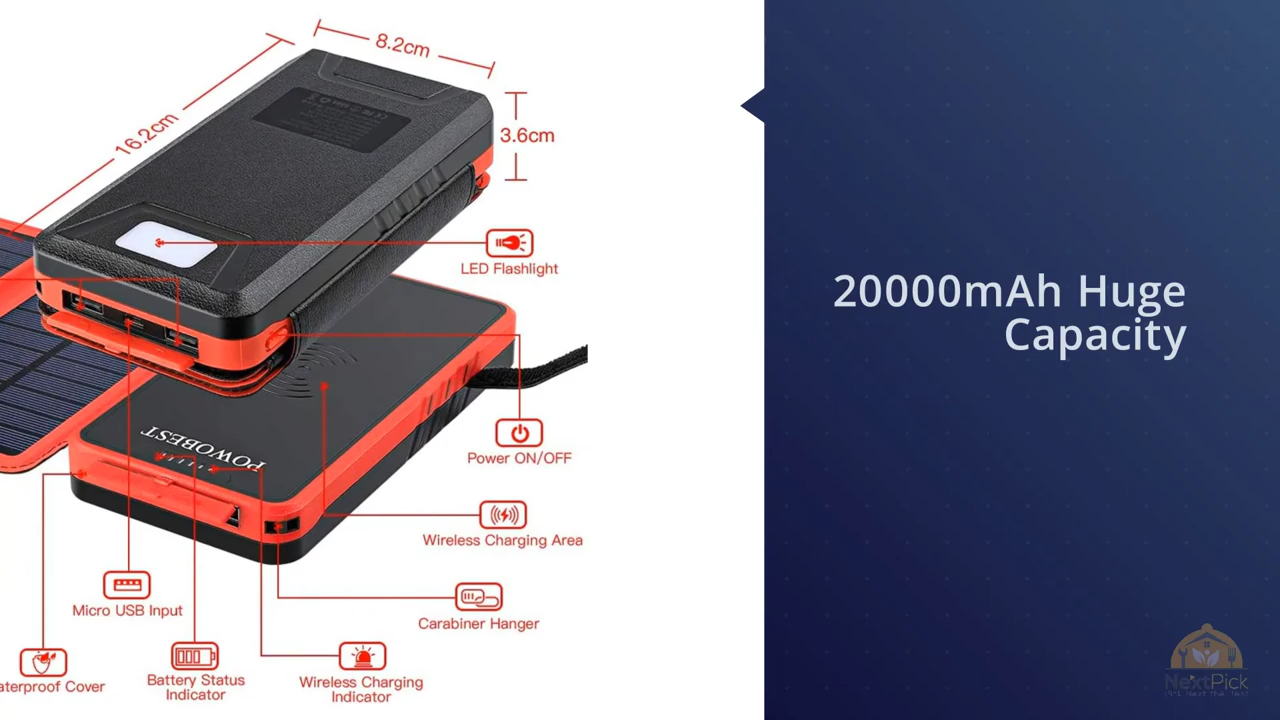 8.2cm
16.2cm
3.6cm
LED Flashlight
20000mAh Huge
Capacity
POWOBEST
Power ON/OFF
Wireless Charging Area
Micro USB Input
Carabiner Hanger
aterproof Cover
Battery Status
Indicator
Wireless Charging
Indicator
NextPick